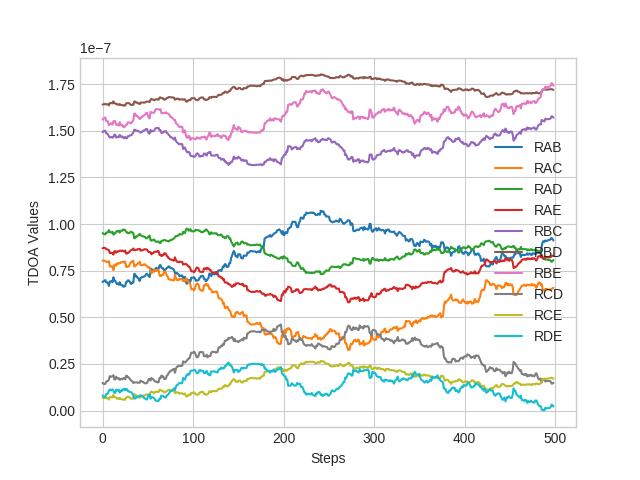 1e−7
TDOA Values
1.75
1.50
1.25
1.00
0.75
0.50
0.25
0.00
RAB
RAC
RAD
RAE
RBC
RBD
RBE
RCD
RCE
RDE
0 100 200 300 400 500
Steps